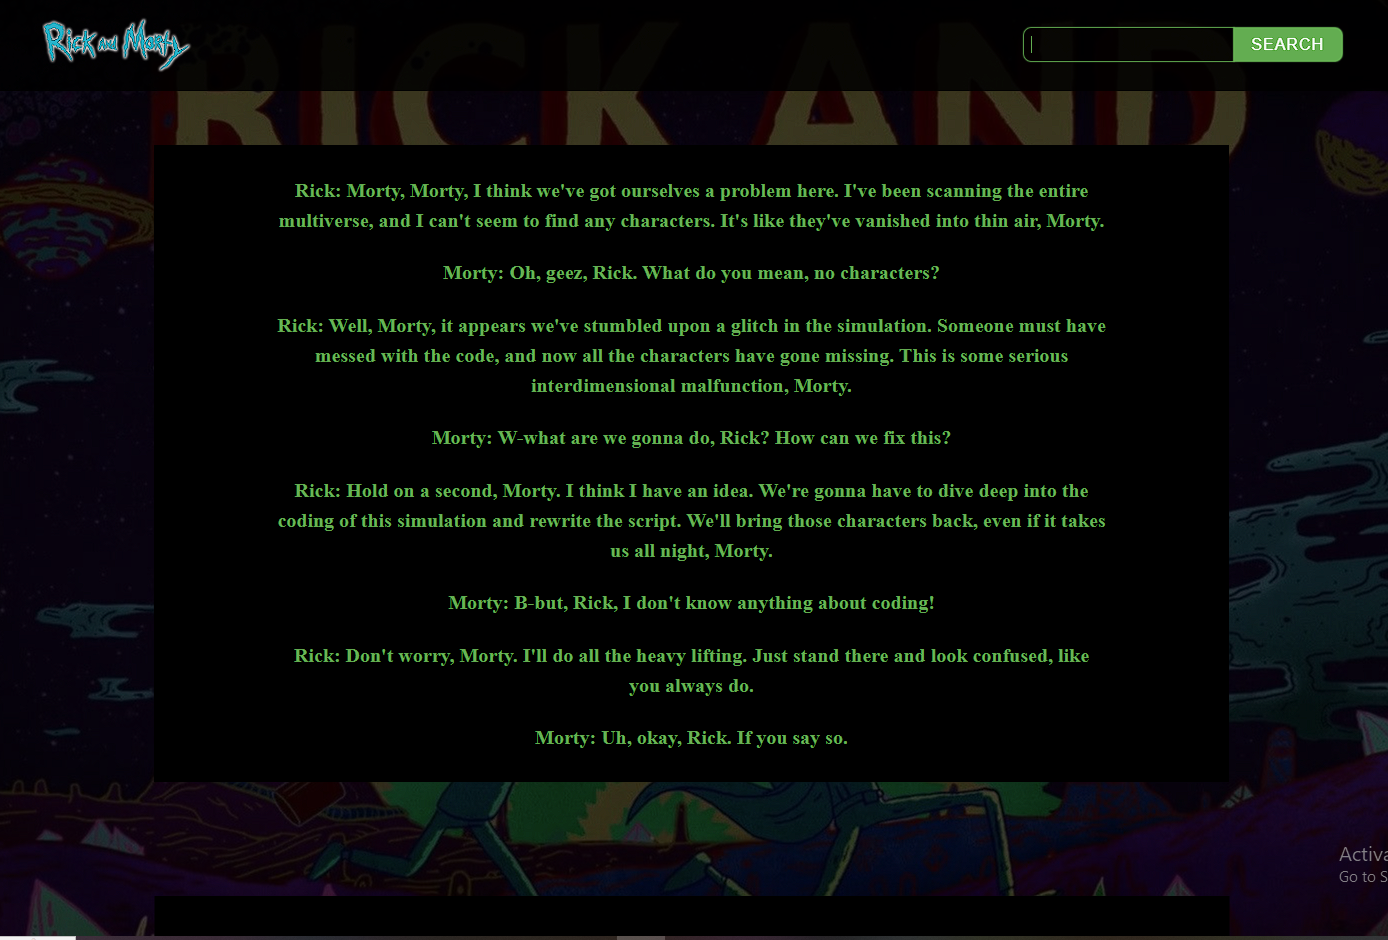 Rick and Morty
SEARCH
RICK AND
Rick: Morty, Morty, I think we've got ourselves a problem here. I've been scanning the entire
multiverse, and I can't seem to find any characters. It's like they've vanished into thin air, Morty.
Morty: Oh, geez, Rick. What do you mean, no characters?
Rick: Well, Morty, it appears we've stumbled upon a glitch in the simulation. Someone must have
messed with the code, and now all the characters have gone missing. This is some serious
interdimensional malfunction, Morty.
Morty: W-what are we gonna do, Rick? How can we fix this?
Rick: Hold on a second, Morty. I think I have an idea. We're gonna have to dive deep into the
coding of this simulation and rewrite the script. We'll bring those characters back, even if it takes
us all night, Morty.
Morty: B-but, Rick, I don't know anything about coding!
Rick: Don't worry, Morty. I'll do all the heavy lifting. Just stand there and look confused, like
you always do.
Morty: Uh, okay, Rick. If you say so.
Activa
Go to S